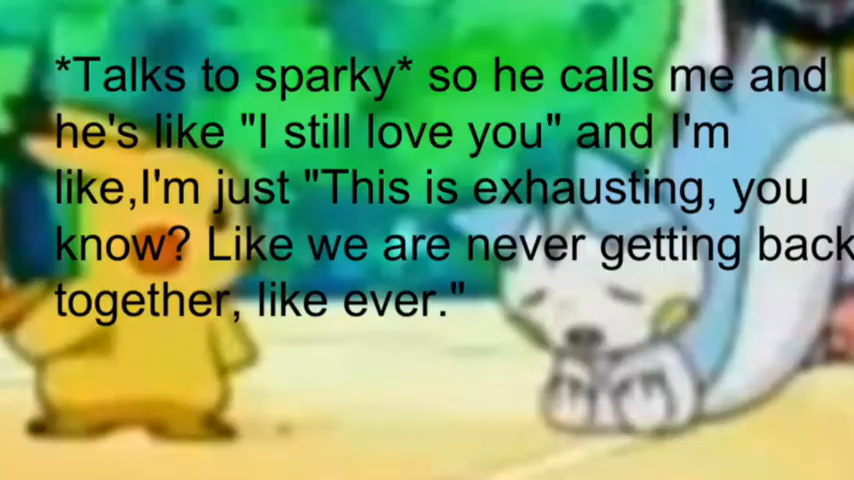 *Talks to sparky* so he calls me and
he's like "I still love you" and I'm
like,I'm just "This is exhausting, you
know? Like we are never getting back
together, like ever."